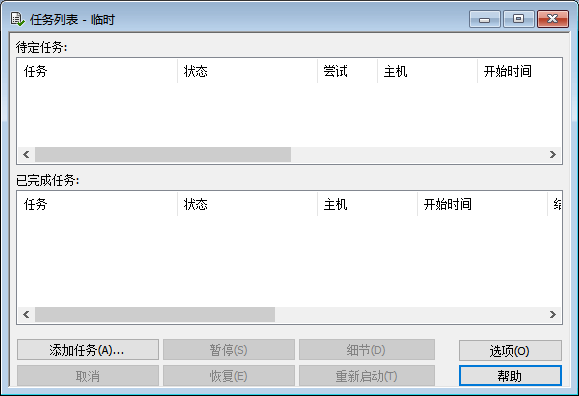 任务列表 - 临时
待定任务:
任务 状态 尝试 主机 开始时间
已完成任务:
任务 状态 主机 开始时间
添加任务(A)... 暂停(S) 细节(D) 选项(O)
取消 恢复(E) 重新启动(T) 帮助